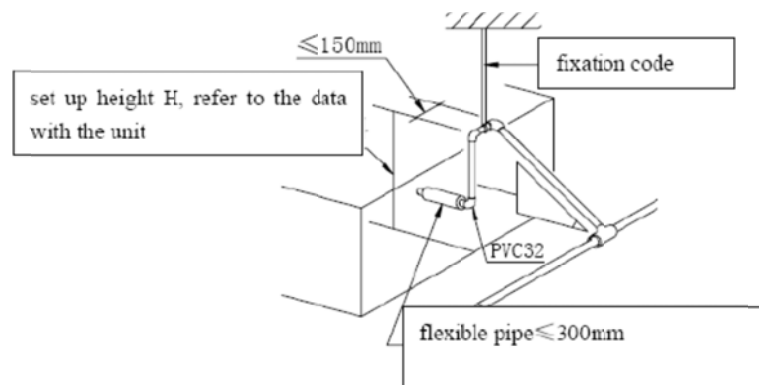 ≤150mm
fixation code
set up height H, refer to the data
with the unit
PVC32
flexible pipe≤300mm